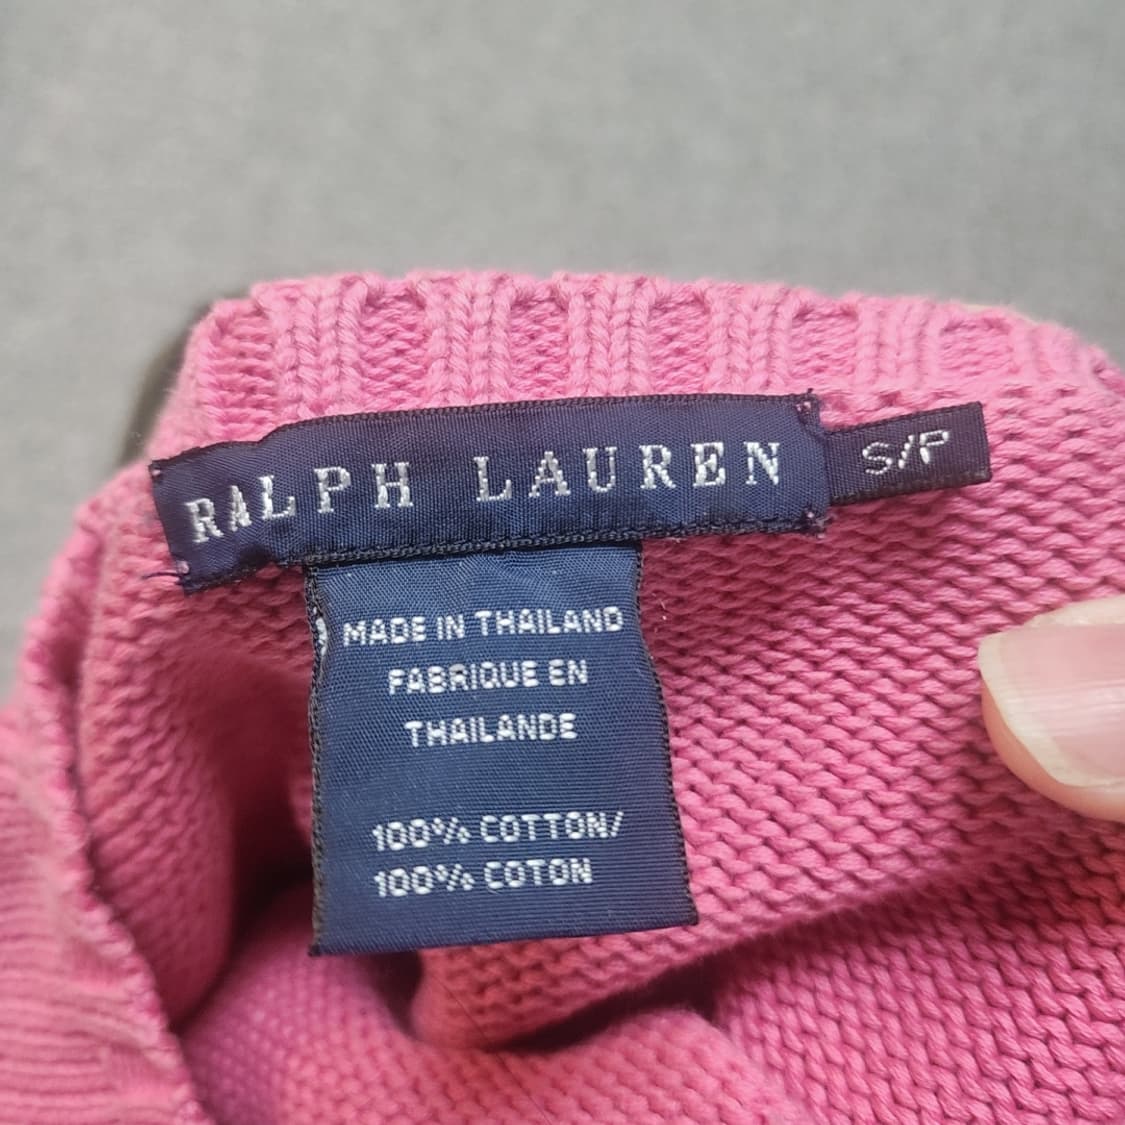 RALPH LAUREN
S/P
MADE IN THAILAND
FABRIQUE EN
THAILANDE
100% COTTON/
100% COTON